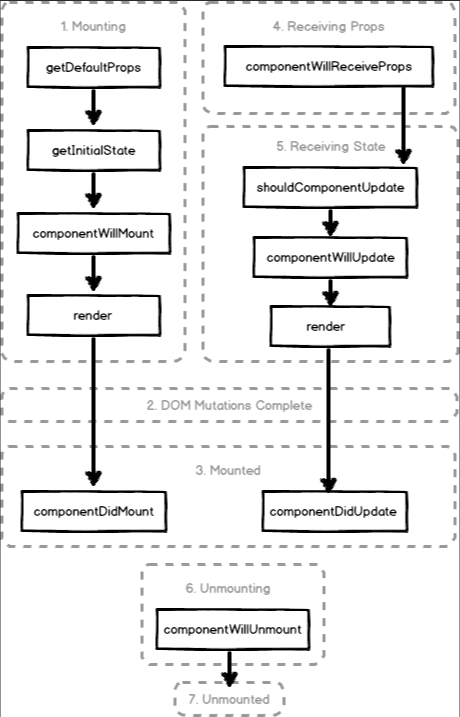 1. Mounting
getDefaultProps
getInitialState
componentWillMount
render
4. Receiving Props
componentWillReceiveProps
5. Receiving State
shouldComponentUpdate
componentWillUpdate
render
2. DOM Mutations Complete
3. Mounted
componentDidMount
componentDidUpdate
6. Unmounting
componentWillUnmount
7. Unmounted